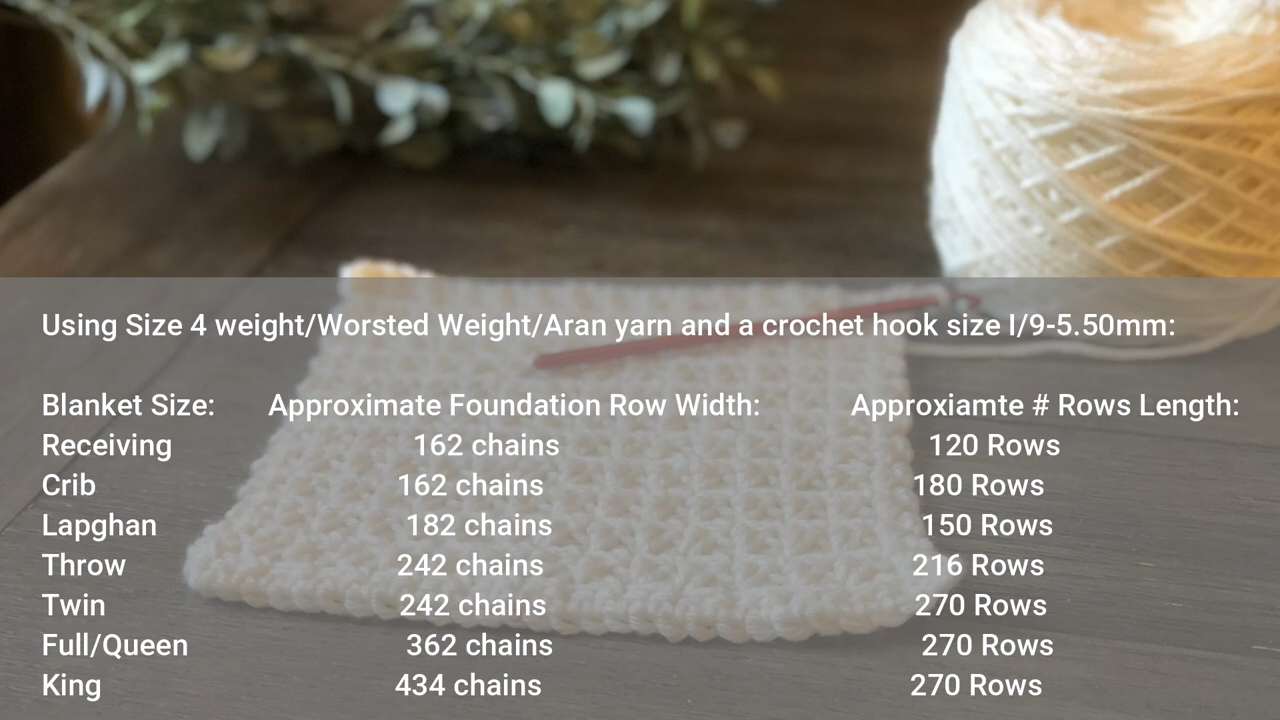 Using Size 4 weight/Worsted Weight/Aran yarn and a crochet hook size I/9-5.50mm:
Blanket Size: Approximate Foundation Row Width: Approxiamte # Rows Length:
Receiving 162 chains 120 Rows
Crib 162 chains 180 Rows
Lapghan 182 chains 150 Rows
Throw 242 chains 216 Rows
Twin 242 chains 270 Rows
Full/Queen 362 chains 270 Rows
King 434 chains 270 Rows